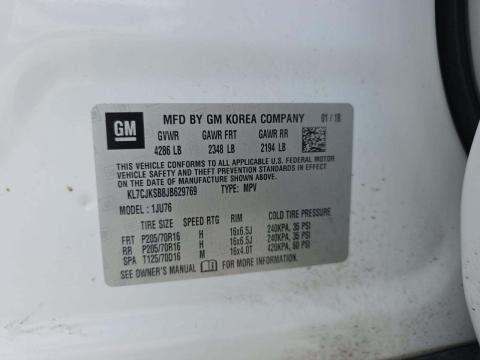 GM
MFD BY GM KOREA COMPANY 01/18
GVWR GAWR FRT GAWR RR
4286 LB 2348 LB 2194 LB
THIS VEHICLE CONFORMS TO ALL APPLICABLE U.S. FEDERAL MOTOR
VEHICLE SAFETY, BUMPER, AND THEFT PREVENTION STANDARDS IN EFFECT
ON THE DATE OF MANUFACTURE SHOWN ABOVE.
KL7CJKSB8JB629769 TYPE: MPV
MODEL : 1JU76
TIRE SIZE SPEED RTG RIM COLD TIRE PRESSURE
FRT P205/70R16 H 16x6.5J 240KPA, 35 PSI
RR P205/70R16 H 16x6.5J 240KPA, 35 PSI
SPA T125/70D16 M 16x4.0T 420KPA, 60 PSI
SEE OWNER'S MANUAL FOR MORE INFORMATION